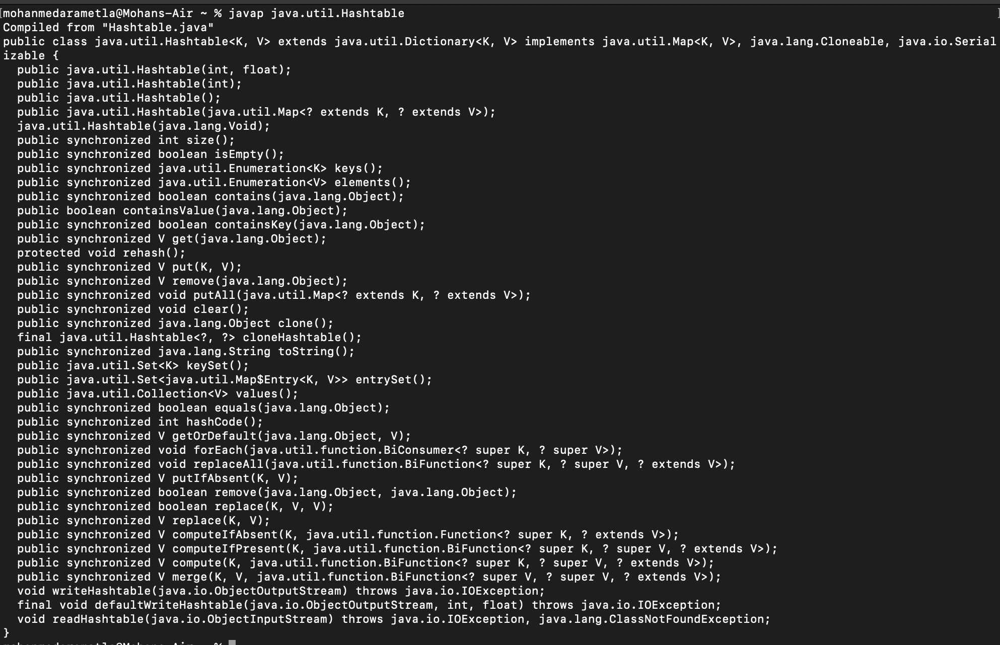 [mohanmedarametla@Mohans-Air ~ % javap java.util.Hashtable ]
Compiled from "Hashtable.java"
public class java.util.Hashtable<K, V> extends java.util.Dictionary<K, V> implements java.util.Map<K, V>, java.lang.Cloneable, java.io.Serial
izable {
  public java.util.Hashtable(int, float);
  public java.util.Hashtable(int);
  public java.util.Hashtable();
  public java.util.Hashtable(java.util.Map<? extends K, ? extends V>);
  java.util.Hashtable(java.lang.Void);
  public synchronized int size();
  public synchronized boolean isEmpty();
  public synchronized java.util.Enumeration<K> keys();
  public synchronized java.util.Enumeration<V> elements();
  public synchronized boolean contains(java.lang.Object);
  public boolean containsValue(java.lang.Object);
  public synchronized boolean containsKey(java.lang.Object);
  public synchronized V get(java.lang.Object);
  protected void rehash();
  public synchronized V put(K, V);
  public synchronized V remove(java.lang.Object);
  public synchronized void putAll(java.util.Map<? extends K, ? extends V>);
  public synchronized void clear();
  public synchronized java.lang.Object clone();
  final java.util.Hashtable<?, ?> cloneHashtable();
  public synchronized java.lang.String toString();
  public java.util.Set<K> keySet();
  public java.util.Set<java.util.Map$Entry<K, V>> entrySet();
  public java.util.Collection<V> values();
  public synchronized boolean equals(java.lang.Object);
  public synchronized int hashCode();
  public synchronized V getOrDefault(java.lang.Object, V);
  public synchronized void forEach(java.util.function.BiConsumer<? super K, ? super V>);
  public synchronized void replaceAll(java.util.function.BiFunction<? super K, ? super V, ? extends V>);
  public synchronized V putIfAbsent(K, V);
  public synchronized boolean remove(java.lang.Object, java.lang.Object);
  public synchronized boolean replace(K, V, V);
  public synchronized V replace(K, V);
  public synchronized V computeIfAbsent(K, java.util.function.Function<? super K, ? extends V>);
  public synchronized V computeIfPresent(K, java.util.function.BiFunction<? super K, ? super V, ? extends V>);
  public synchronized V compute(K, java.util.function.BiFunction<? super K, ? super V, ? extends V>);
  public synchronized V merge(K, V, java.util.function.BiFunction<? super V, ? super V, ? extends V>);
  void writeHashtable(java.io.ObjectOutputStream) throws java.io.IOException;
  final void defaultWriteHashtable(java.io.ObjectOutputStream, int, float) throws java.io.IOException;
  void readHashtable(java.io.ObjectInputStream) throws java.io.IOException, java.lang.ClassNotFoundException;
}
mohanmedarametla@Mohans-Air ~ %